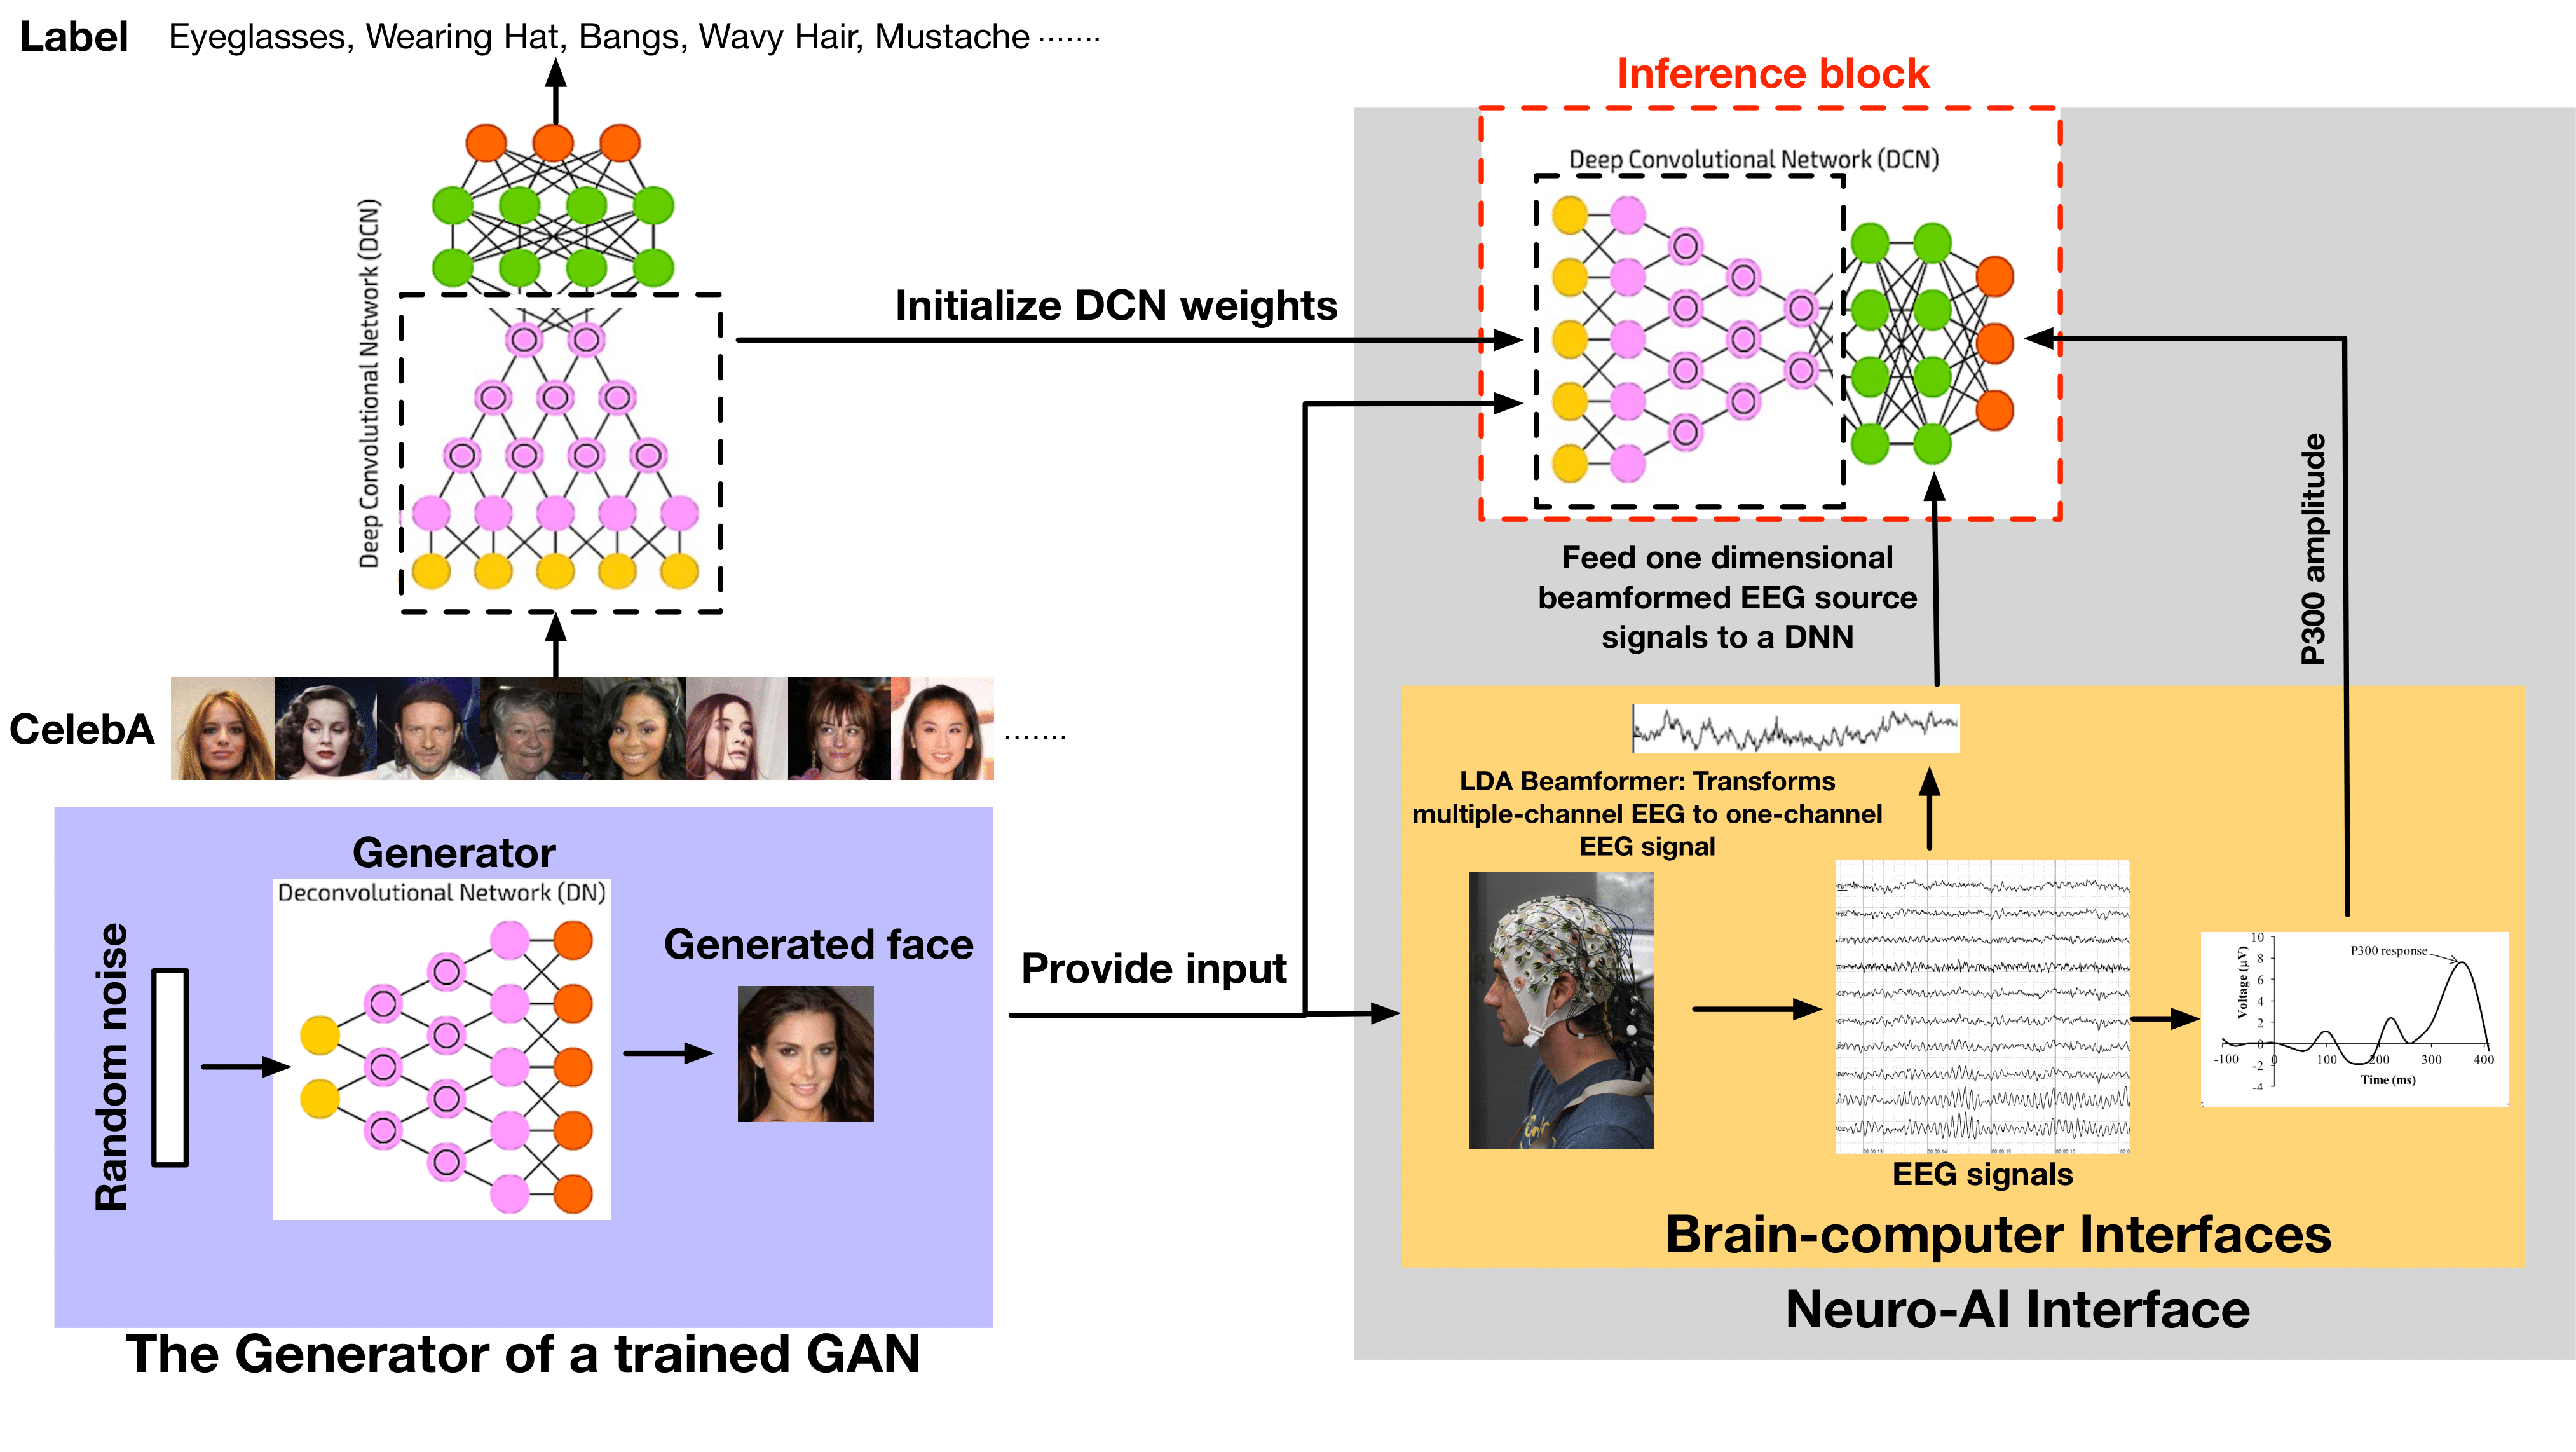 Label Eyeglasses, Wearing Hat, Bangs, Wavy Hair, Mustache .......
Deep Convolutional Network (DCN)
CelebA .......
Initialize DCN weights
Inference block
Deep Convolutional Network (DCN)
Feed one dimensional
beamformed EEG source
signals to a DNN
P300 amplitude
Generator
Deconvolutional Network (DN)
Random noise
Generated face
The Generator of a trained GAN
Provide input
LDA Beamformer: Transforms
multiple-channel EEG to one-channel
EEG signal
EEG signals
P300 response
Voltage (μV)
10
8
6
4
2
0
-2
-4
-100 0 100 200 300 400
Time (ms)
Brain-computer Interfaces
Neuro-AI Interface